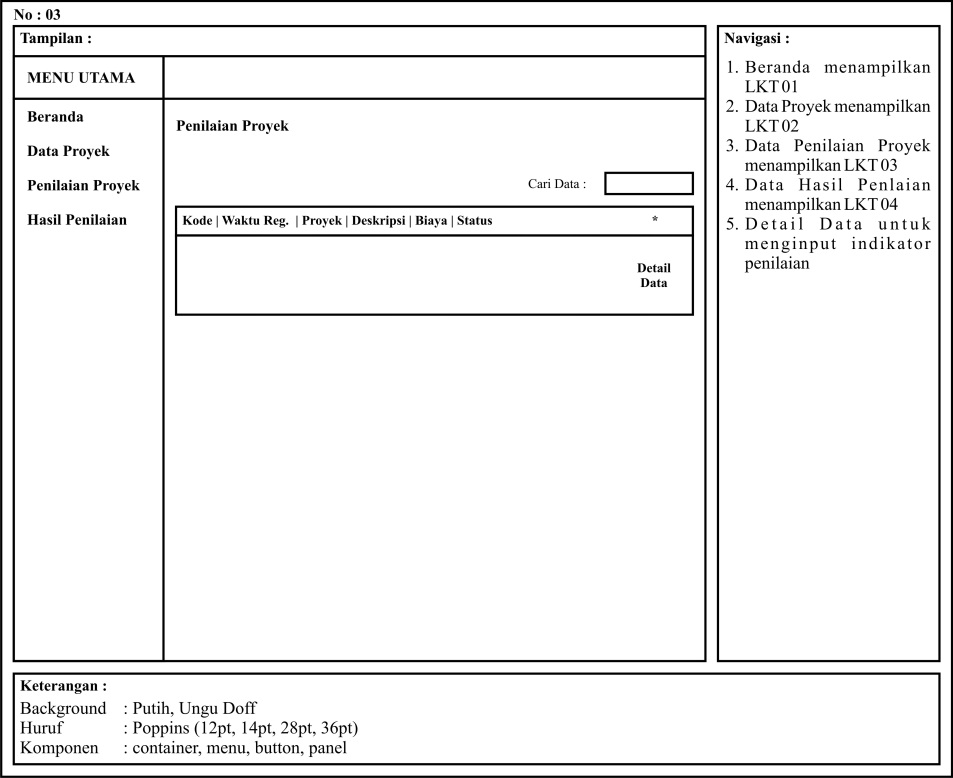 No : 03
Tampilan :
MENU UTAMA
Beranda
Data Proyek
Penilaian Proyek
Hasil Penilaian
Penilaian Proyek
Cari Data :
Kode | Waktu Reg. | Proyek | Deskripsi | Biaya | Status *
Detail
Data
Navigasi :
1. Beranda menampilkan
LKT 01
2. Data Proyek menampilkan
LKT 02
3. Data Penilaian Proyek
menampilkan LKT 03
4. Data Hasil Penlaian
menampilkan LKT 04
5. Detail Data untuk
menginput indikator
penilaian
Keterangan :
Background : Putih, Ungu Doff
Huruf : Poppins (12pt, 14pt, 28pt, 36pt)
Komponen : container, menu, button, panel